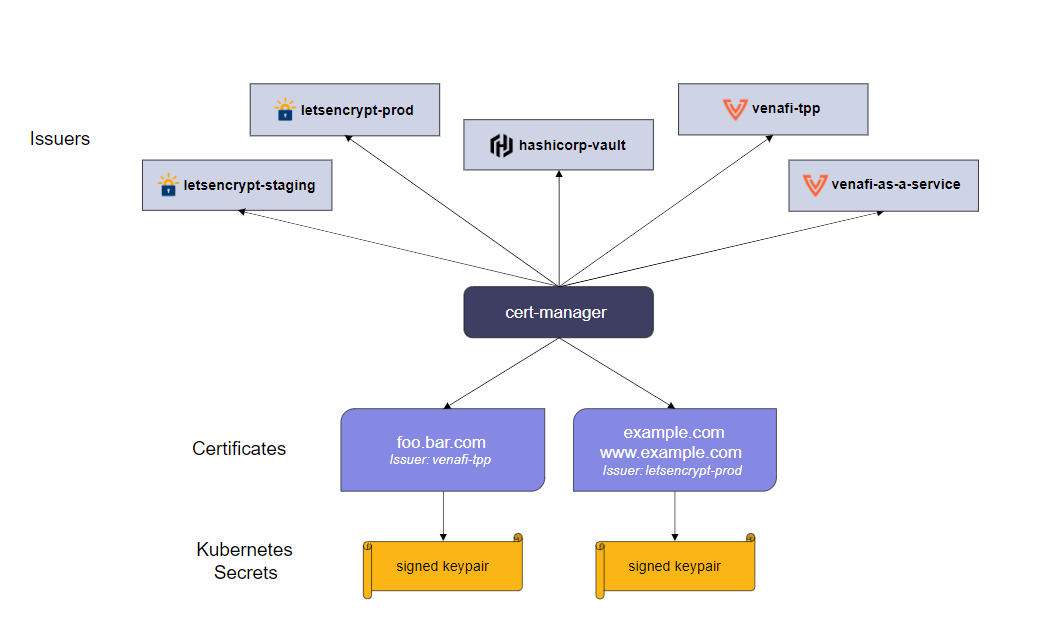 letsencrypt-prod
venafi-tpp
Issuers
hashicorp-vault
letsencrypt-staging
venafi-as-a-service
cert-manager
Certificates
foo.bar.com
Issuer: venafi-tpp
example.com
www.example.com
Issuer: letsencrypt-prod
Kubernetes
Secrets
signed keypair
signed keypair